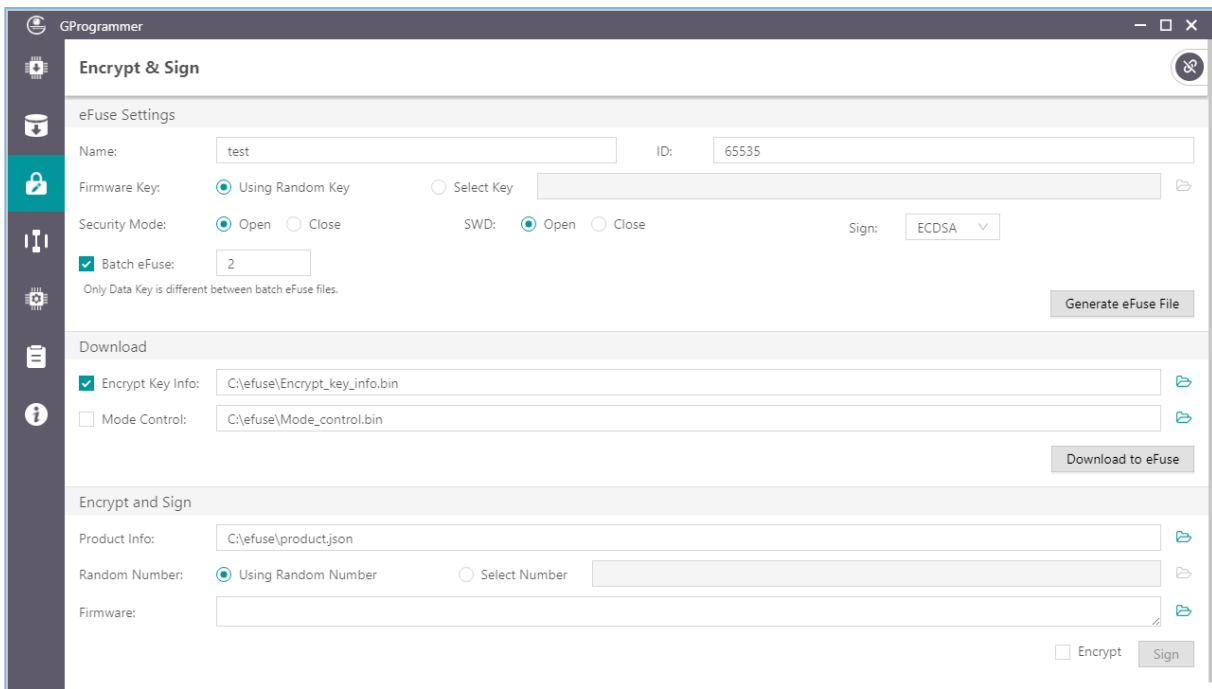 GProgrammer
Encrypt & Sign
eFuse Settings
Name: test ID: 65535
Firmware Key: Using Random Key Select Key
Security Mode: Open Close SWD: Open Close Sign: ECDSA
Batch eFuse: 2
Only Data Key is different between batch eFuse files.
Generate eFuse File
Download
Encrypt Key Info: C:\efuse\Encrypt_key_info.bin
Mode Control: C:\efuse\Mode_control.bin
Download to eFuse
Encrypt and Sign
Product Info: C:\efuse\product.json
Random Number: Using Random Number Select Number
Firmware:
Encrypt Sign